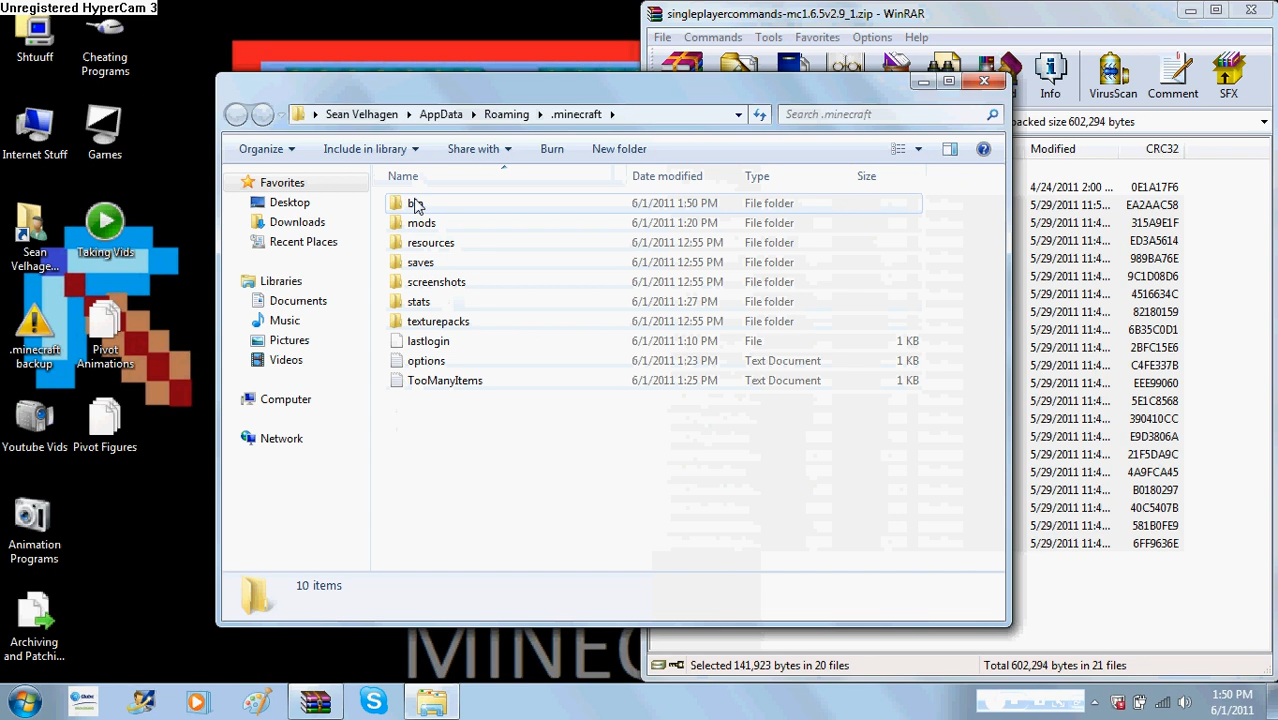 Unregistered HyperCam 3
Shtuuff
Cheating Programs
Internet Stuff
Games
Sean Velhage...
Taking Vids
.minecraft backup
Pivot Animations
Youtube Vids
Pivot Figures
Animation Programs
Archiving and Patchi...
singleplayercommands-mc1.6.5v2.9_1.zip - WinRAR
File Commands Tools Favorites Options Help
Info VirusScan Comment SFX
packed size 602,294 bytes
Modified CRC32
4/24/2011 2:00 ... 0E1A17F6
5/29/2011 11:5... EA2AAC58
5/29/2011 11:4... 315A9E1F
5/29/2011 11:4... ED3A5614
5/29/2011 11:4... 989BA76E
5/29/2011 11:4... 9C1D08D6
5/29/2011 11:4... 4516634C
5/29/2011 11:4... 82180159
5/29/2011 11:4... 6B35C0D1
5/29/2011 11:4... 2BFC15E6
5/29/2011 11:4... C4FE337B
5/29/2011 11:4... EEE99060
5/29/2011 11:4... 5E1C8568
5/29/2011 11:4... 390410CC
5/29/2011 11:4... E9D3806A
5/29/2011 11:4... 21F5DA9C
5/29/2011 11:4... 4A9FCA45
5/29/2011 11:4... B0180297
5/29/2011 11:4... 40C5407B
5/29/2011 11:4... 581B0FE9
5/29/2011 11:4... 6FF9636E
Selected 141,923 bytes in 20 files
Total 602,294 bytes in 21 files
Sean Velhagen AppData Roaming .minecraft
Search .minecraft
Organize Include in library Share with Burn New folder
Favorites
Desktop
Downloads
Recent Places
Libraries
Documents
Music
Pictures
Videos
Computer
Network
Name Date modified Type Size
6/1/2011 1:50 PM File folder
mods 6/1/2011 1:20 PM File folder
resources 6/1/2011 12:55 PM File folder
saves 6/1/2011 12:55 PM File folder
screenshots 6/1/2011 12:55 PM File folder
stats 6/1/2011 1:27 PM File folder
texturepacks 6/1/2011 12:55 PM File folder
lastlogin 6/1/2011 1:10 PM File 1 KB
options 6/1/2011 1:23 PM Text Document 1 KB
TooManyItems 6/1/2011 1:25 PM Text Document 1 KB
10 items
MINEC
1:50 PM
6/1/2011